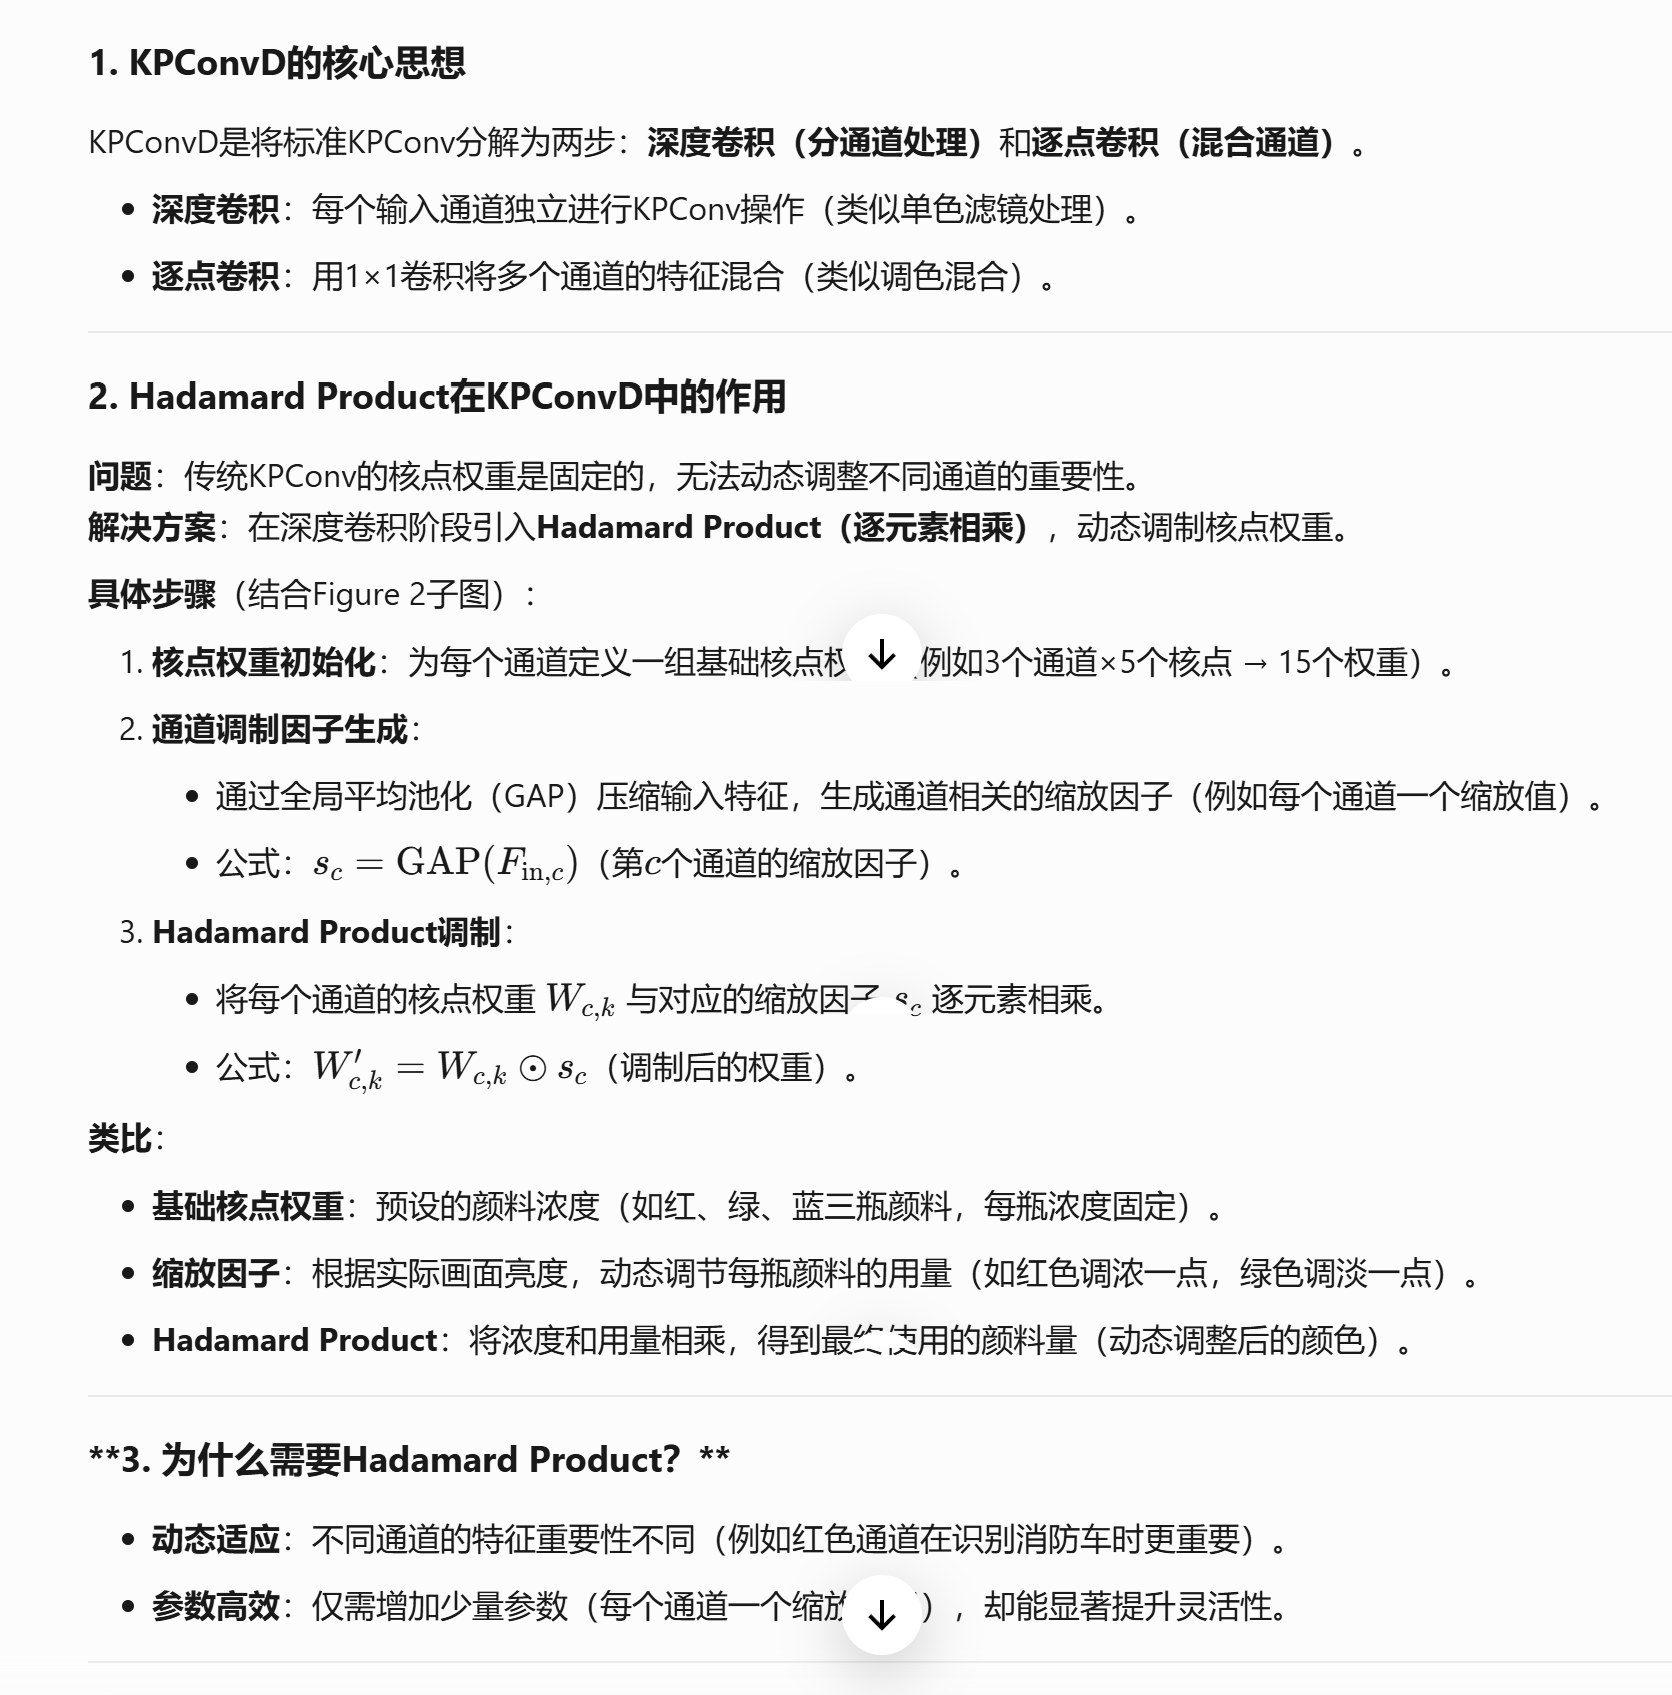 1. KPConvD的核心思想
KPConvD是将标准KPConv分解为两步：深度卷积（分通道处理）和逐点卷积（混合通道）。
• 深度卷积：每个输入通道独立进行KPConv操作（类似单色滤镜处理）。
• 逐点卷积：用1×1卷积将多个通道的特征混合（类似调色混合）。
2. Hadamard Product在KPConvD中的作用
问题：传统KPConv的核点权重是固定的，无法动态调整不同通道的重要性。
解决方案：在深度卷积阶段引入Hadamard Product（逐元素相乘），动态调制核点权重。
具体步骤（结合Figure 2子图）：
1. 核点权重初始化：为每个通道定义一组基础核点权 例如3个通道×5个核点 → 15个权重）。
2. 通道调制因子生成：
• 通过全局平均池化（GAP）压缩输入特征，生成通道相关的缩放因子（例如每个通道一个缩放值）。
• 公式：s_c = GAP(F_{in,c})（第c个通道的缩放因子）。
3. Hadamard Product调制：
• 将每个通道的核点权重 W_{c,k} 与对应的缩放因子 s_c 逐元素相乘。
• 公式：W'_{c,k} = W_{c,k} ⊙ s_c（调制后的权重）。
类比：
• 基础核点权重：预设的颜料浓度（如红、绿、蓝三瓶颜料，每瓶浓度固定）。
• 缩放因子：根据实际画面亮度，动态调节每瓶颜料的用量（如红色调浓一点，绿色调淡一点）。
• Hadamard Product：将浓度和用量相乘，得到最终使用的颜料量（动态调整后的颜色）。
**3. 为什么需要Hadamard Product？**
• 动态适应：不同通道的特征重要性不同（例如红色通道在识别消防车时更重要）。
• 参数高效：仅需增加少量参数（每个通道一个缩放 ），却能显著提升灵活性。